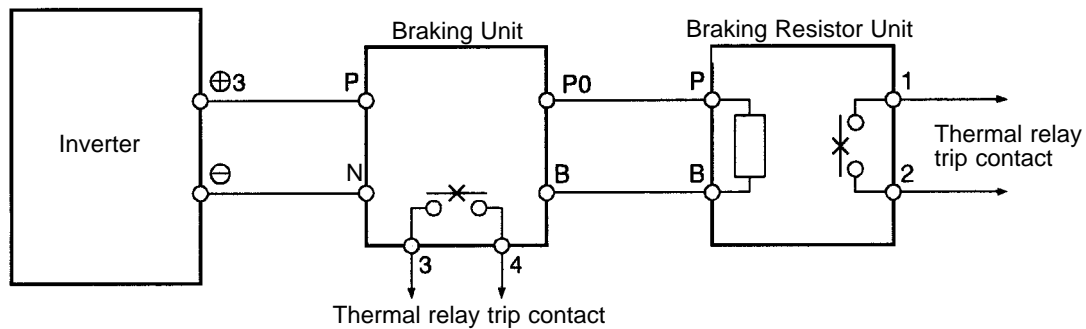 Braking Unit
Braking Resistor Unit
⊕3
P
P0
P
1
Inverter
Thermal relay
trip contact
⊖
N
B
B
2
3
4
Thermal relay trip contact